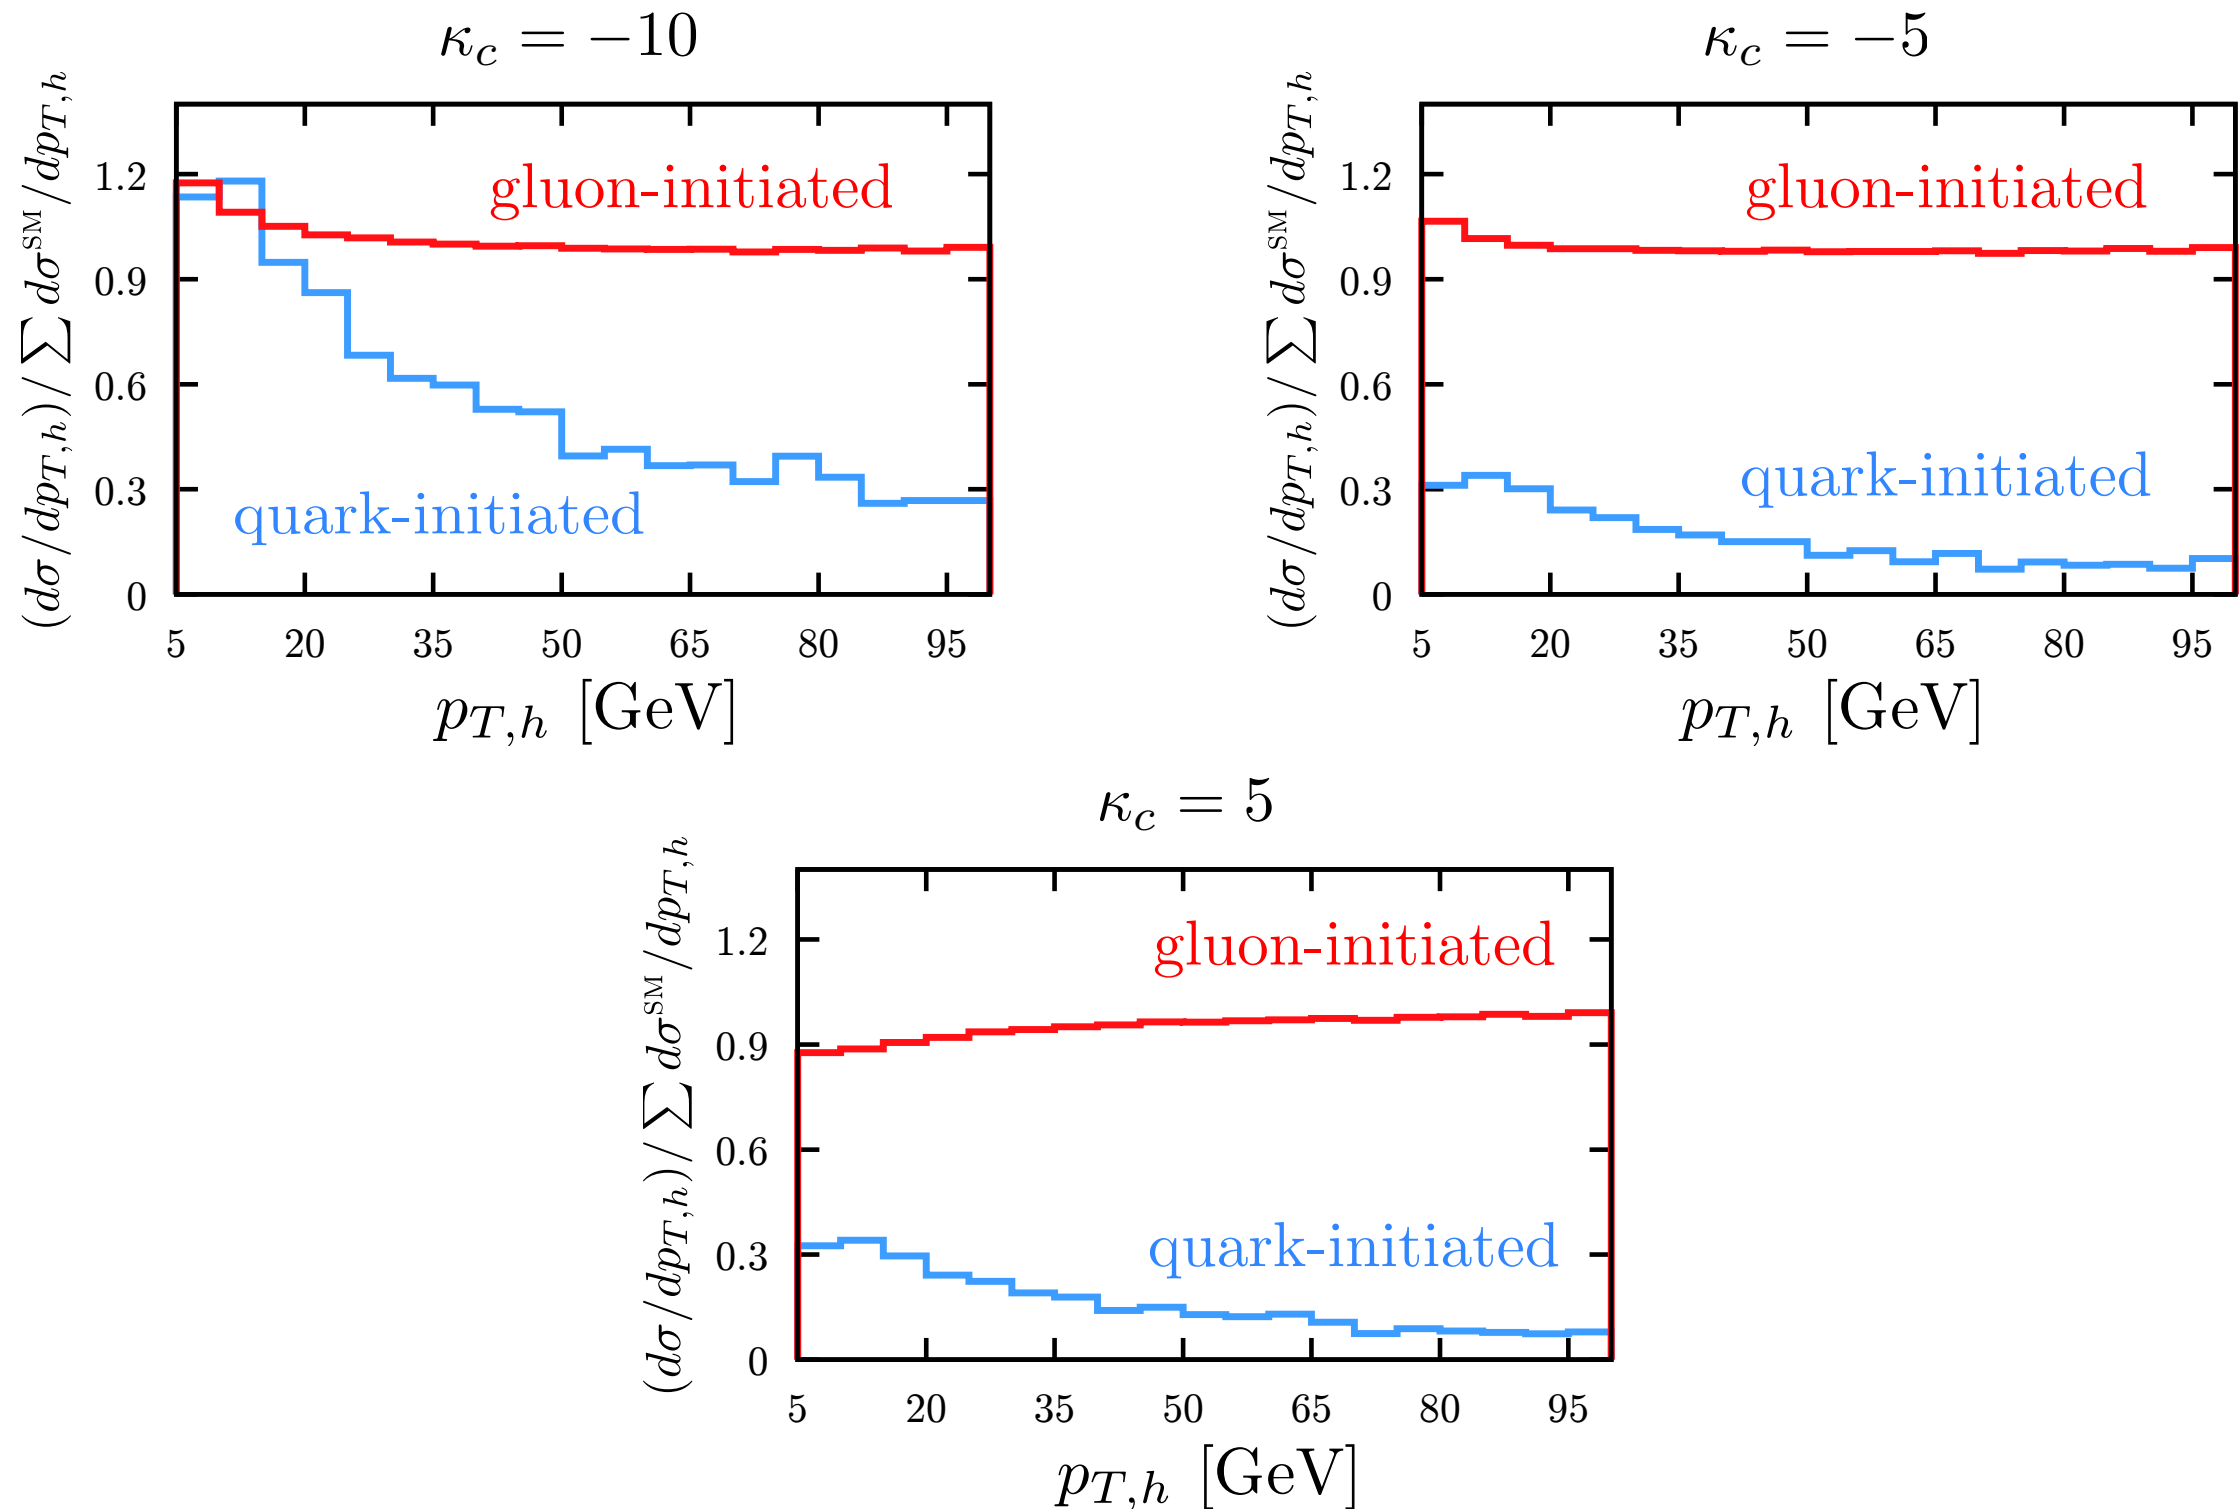 κ_c = −10
(dσ/dp_{T,h})/ ∑ dσ^{SM}/dp_{T,h}
1.2
0.9
0.6
0.3
0
gluon-initiated
quark-initiated
5 20 35 50 65 80 95
p_{T,h} [GeV]
κ_c = −5
(dσ/dp_{T,h})/ ∑ dσ^{SM}/dp_{T,h}
1.2
0.9
0.6
0.3
0
gluon-initiated
quark-initiated
5 20 35 50 65 80 95
p_{T,h} [GeV]
κ_c = 5
(dσ/dp_{T,h})/ ∑ dσ^{SM}/dp_{T,h}
1.2
0.9
0.6
0.3
0
gluon-initiated
quark-initiated
5 20 35 50 65 80 95
p_{T,h} [GeV]